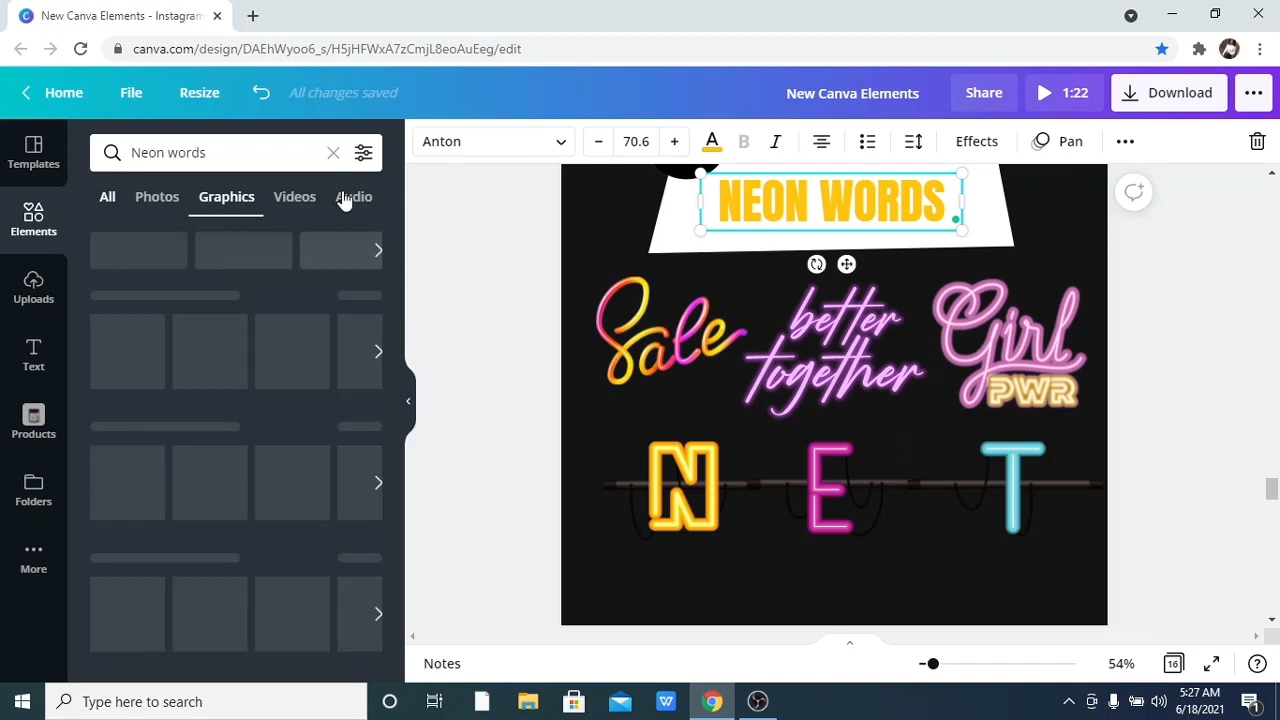 New Canva Elements - Instagram
canva.com/design/DAEhWyoo6_s/H5jHFWxA7zCmjL8eoAuEeg/edit
Home
File
Resize
All changes saved
New Canva Elements
Share
1:22
Download
Templates
Elements
Uploads
Text
Products
Folders
More
Neon words
All
Photos
Graphics
Videos
Audio
Anton
70.6
A
B
I
Effects
Pan
NEON WORDS
Sale
better
together
Girl
PWR
N E T
Notes
54%
16
Type here to search
5:27 AM
6/18/2021